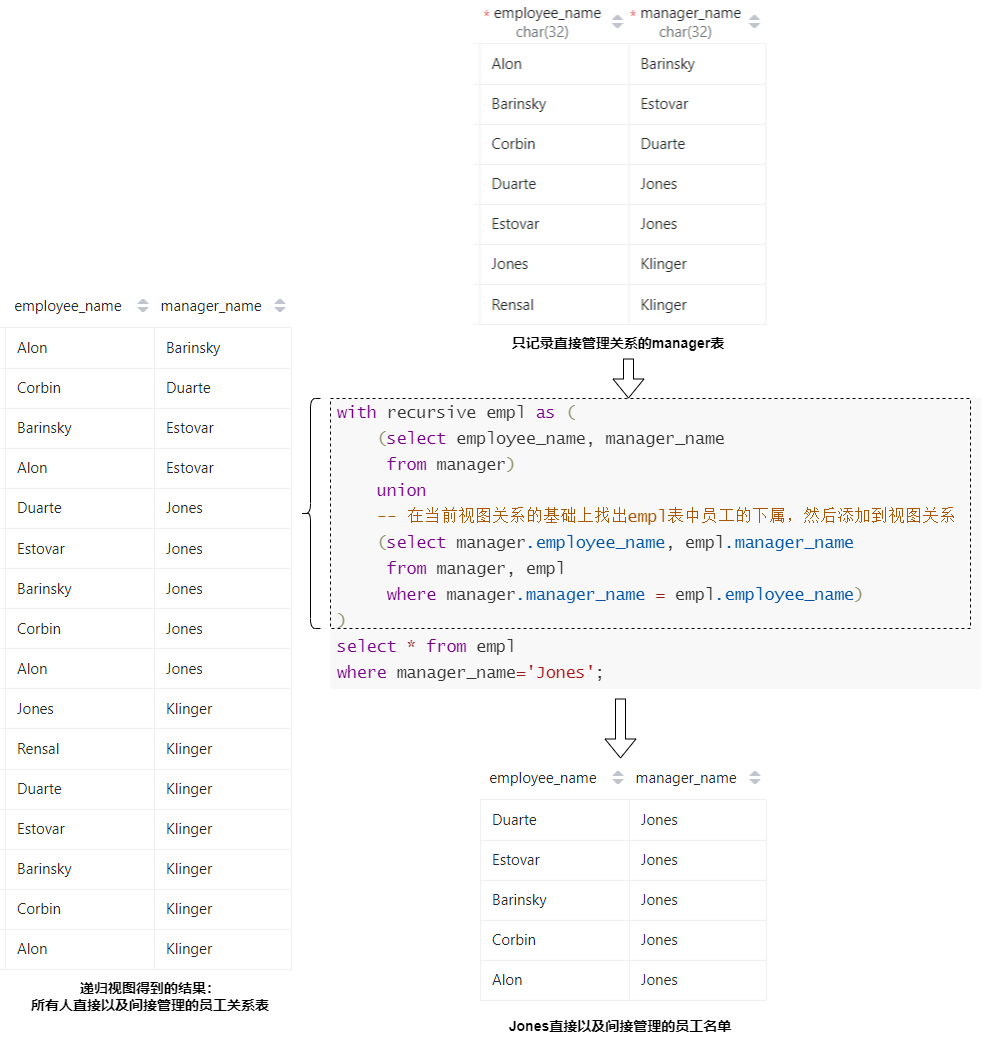 * employee_name * manager_name
char(32) char(32)
Alon Barinsky
Barinsky Estovar
Corbin Duarte
Duarte Jones
Estovar Jones
Jones Klinger
Rensal Klinger
只记录直接管理关系的manager表
employee_name manager_name
Alon Barinsky
Corbin Duarte
Barinsky Estovar
Alon Estovar
Duarte Jones
Estovar Jones
Barinsky Jones
Corbin Jones
Alon Jones
Jones Klinger
Rensal Klinger
Duarte Klinger
Estovar Klinger
Barinsky Klinger
Corbin Klinger
Alon Klinger
递归视图得到的结果：
所有人直接以及间接管理的员工关系表
with recursive empl as (
(select employee_name, manager_name
from manager)
union
-- 在当前视图关系的基础上找出empl表中员工的下属，然后添加到视图关系
(select manager.employee_name, empl.manager_name
from manager, empl
where manager.manager_name = empl.employee_name)
)
select * from empl
where manager_name='Jones';
employee_name manager_name
Duarte Jones
Estovar Jones
Barinsky Jones
Corbin Jones
Alon Jones
Jones直接以及间接管理的员工名单